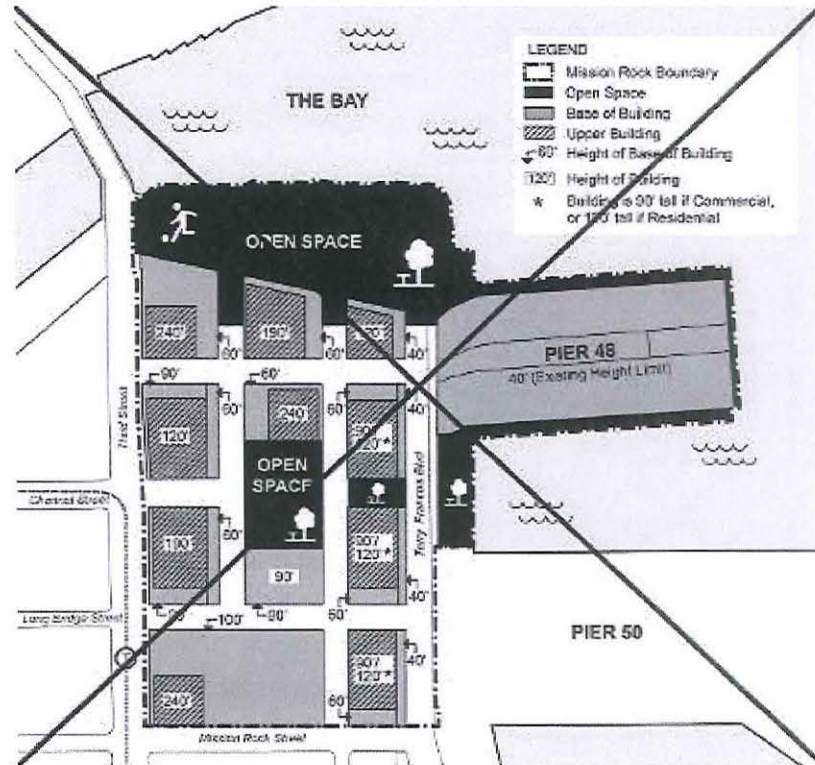 LEGEND
Mission Rock Boundary
Open Space
Base of Building
Upper Building
60' Height of Base of Building
120' Height of Building
* Building is 90' tall if Commercial,
or 120' tall if Residential
THE BAY
OPEN SPACE
240'
190'
120'
60'
60'
40'
PIER 48
40' (Existing Height Limit)
90'
60'
60'
60'
40'
120'
240'
90'/
120'*
Third Street
OPEN
SPACE
Channel Street
Terry Francois Blvd
190'
60'
90'/
120'*
90'
40'
Long Bridge Street
90'
100'
90'
60'
PIER 50
T
90'/
120'*
40'
240'
60'
Mission Rock Street